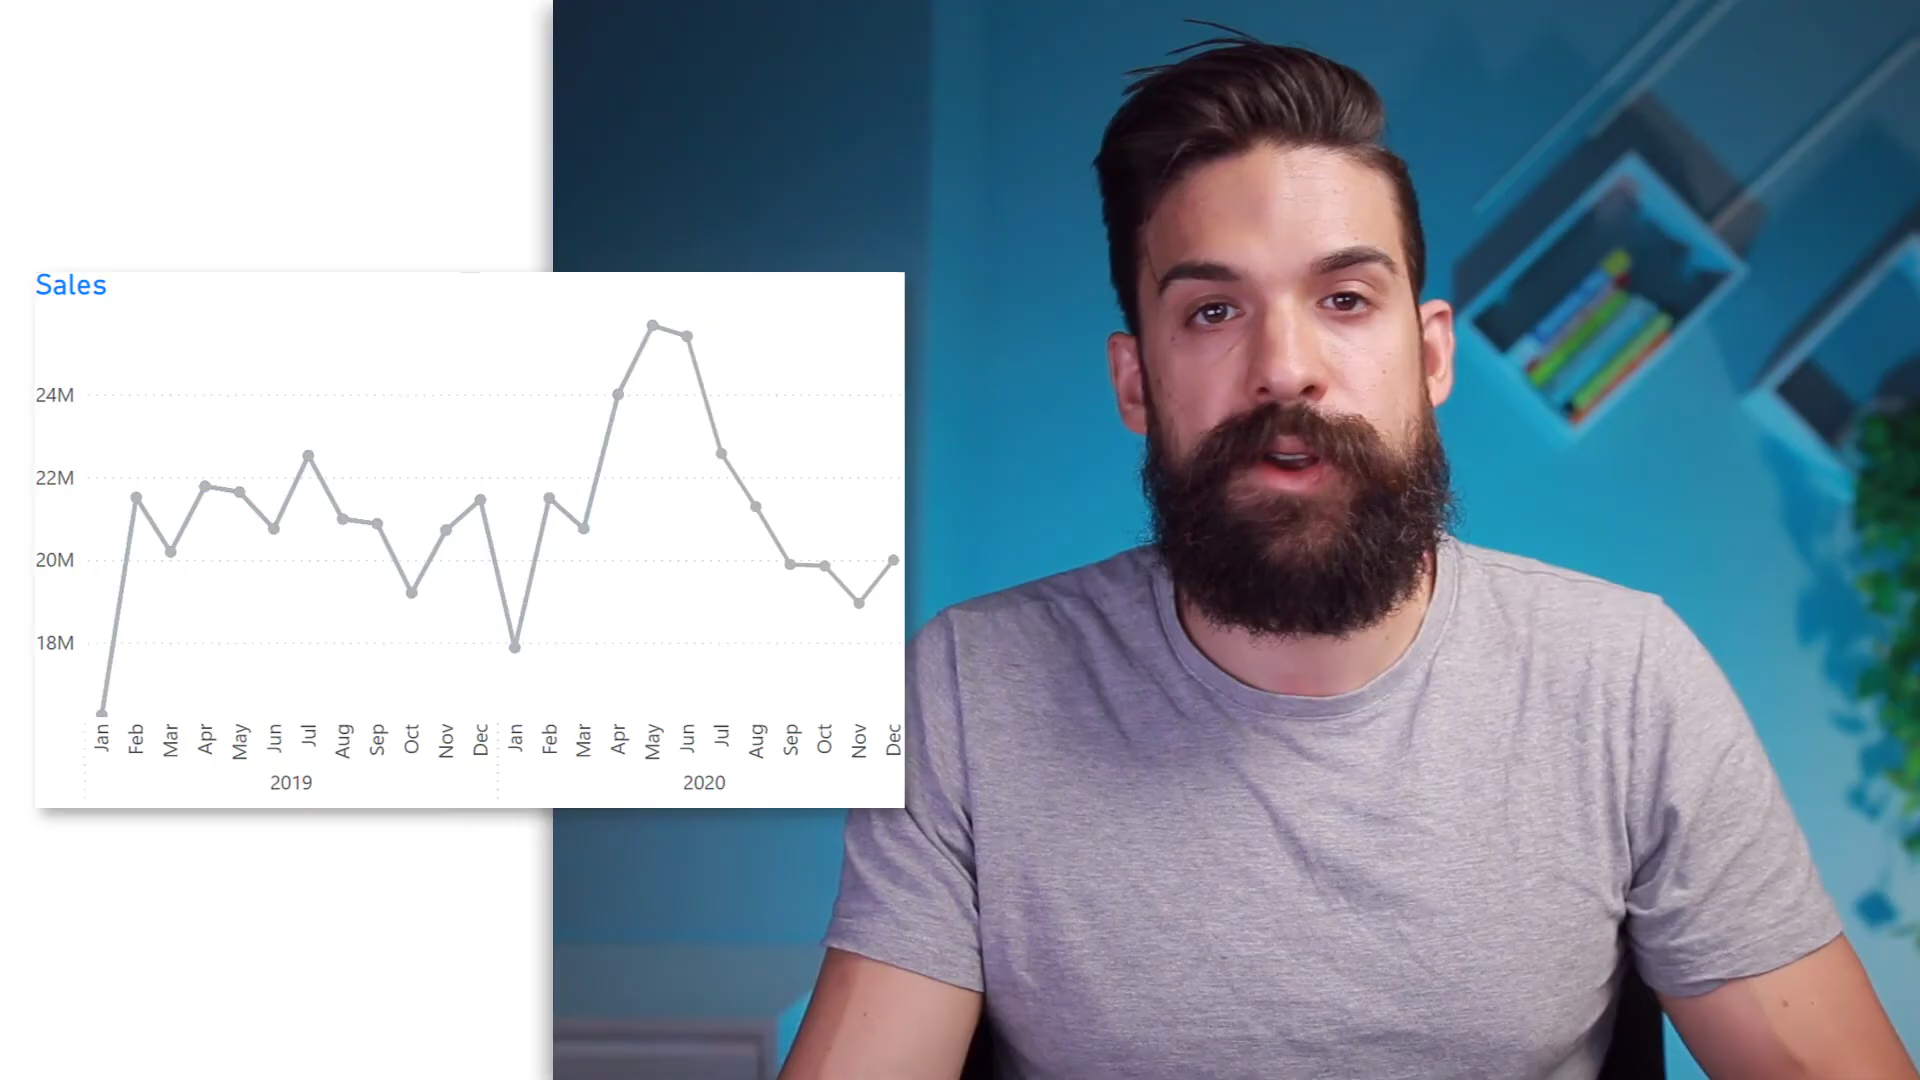 Sales
24M
22M
20M
18M
Jan Feb Mar Apr May Jun Jul Aug Sep Oct Nov Dec Jan Feb Mar Apr May Jun Jul Aug Sep Oct Nov Dec
2019 2020